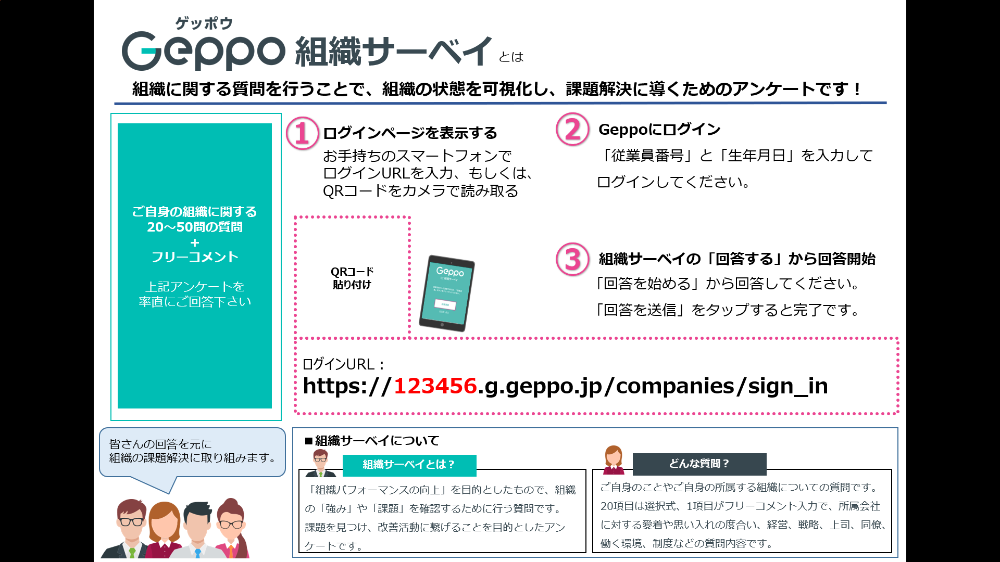 ゲッポウ
Geppo 組織サーベイ とは
組織に関する質問を行うことで、組織の状態を可視化し、課題解決に導くためのアンケートです！
ご自身の組織に関する
20～50問の質問
+
フリーコメント
上記アンケートを
率直にご回答下さい
① ログインページを表示する
お手持ちのスマートフォンで
ログインURLを入力、もしくは、
QRコードをカメラで読み取る
② Geppoにログイン
「従業員番号」と「生年月日」を入力して
ログインしてください。
QRコード
貼り付け
Geppo
組織サーベイ
③ 組織サーベイの「回答する」から回答開始
「回答を始める」から回答してください。
「回答を送信」をタップすると完了です。
ログインURL：
https://123456.g.geppo.jp/companies/sign_in
皆さんの回答を元に
組織の課題解決に取り組みます。
■組織サーベイについて
組織サーベイとは？
「組織パフォーマンスの向上」を目的としたもので、組織
の「強み」や「課題」を確認するために行う質問です。
課題を見つけ、改善活動に繋げることを目的としたアン
ケートです。
どんな質問？
ご自身のことやご自身の所属する組織についての質問です。
20項目は選択式、1項目がフリーコメント入力で、所属会社
に対する愛着や思い入れの度合い、経営、戦略、上司、同僚、
働く環境、制度などの質問内容です。